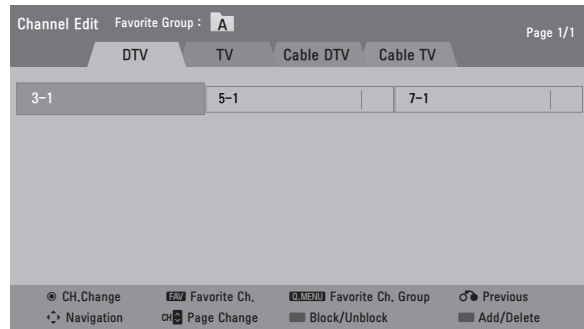 Channel Edit Favorite Group : A
Page 1/1
DTV TV Cable DTV Cable TV
3-1 5-1 7-1
CH.Change FAV Favorite Ch. Q.MENU Favorite Ch. Group Previous
Navigation CH Page Change Block/Unblock Add/Delete